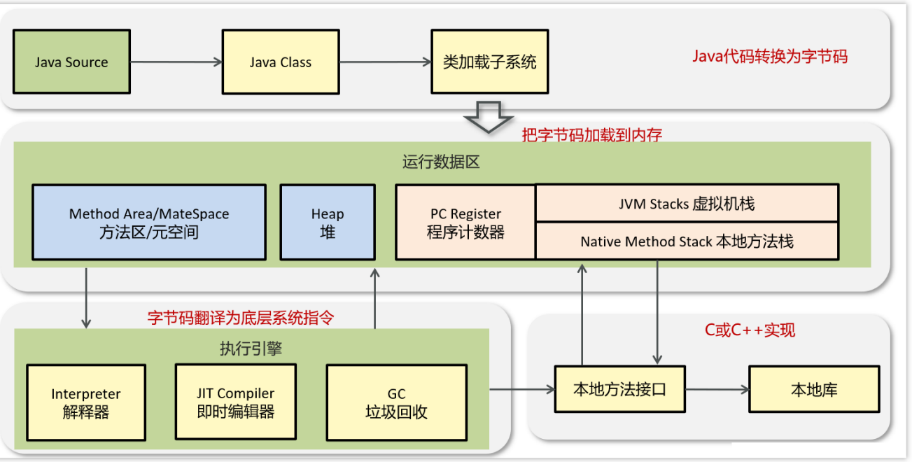 Java Source
Java Class
类加载子系统
Java代码转换为字节码
把字节码加载到内存
运行数据区
Method Area/MateSpace
方法区/元空间
Heap
堆
PC Register
程序计数器
JVM Stacks 虚拟机栈
Native Method Stack 本地方法栈
字节码翻译为底层系统指令
执行引擎
Interpreter
解释器
JIT Compiler
即时编辑器
GC
垃圾回收
C或C++实现
本地方法接口
本地库